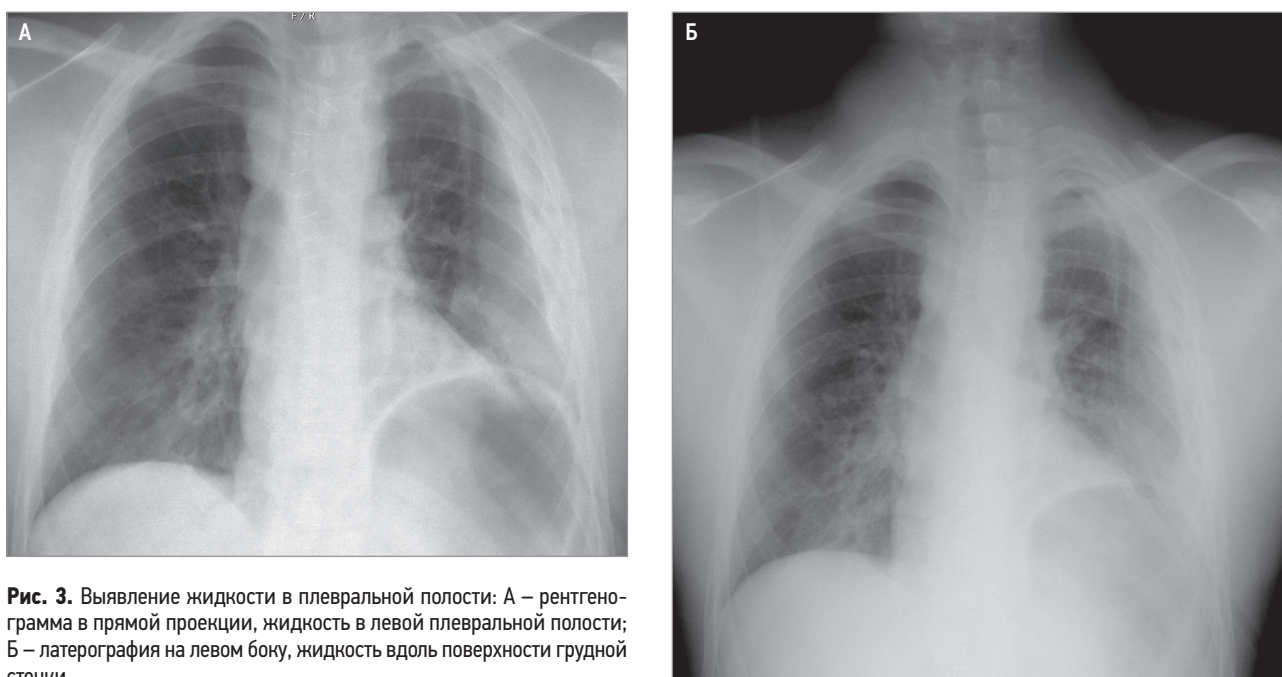 А
F / R
Б
Рис. 3. Выявление жидкости в плевральной полости: А – рентгено-
грамма в прямой проекции, жидкость в левой плевральной полости;
Б – латерография на левом боку, жидкость вдоль поверхности грудной
стенки